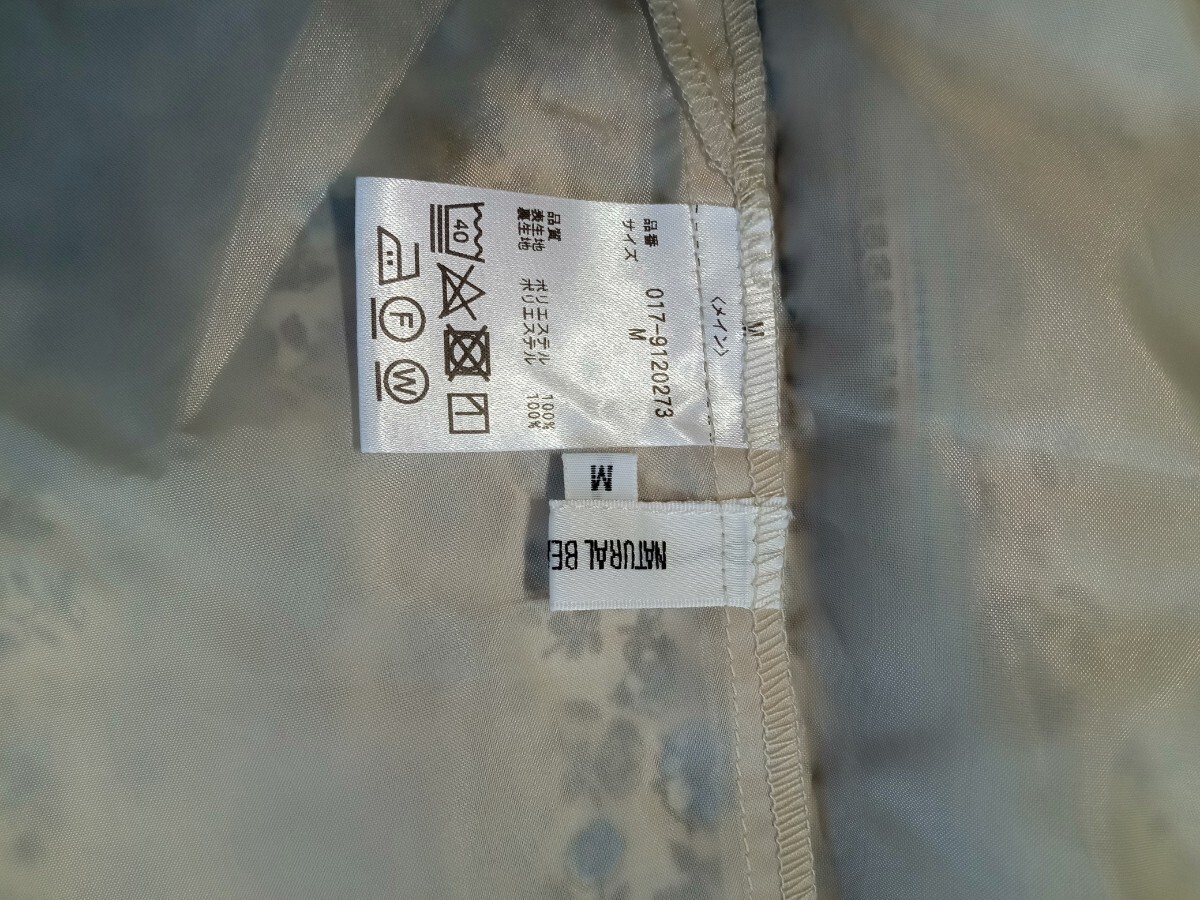 M
〈メイン〉
品番 017-9120273
サイズ M
品質
表生地 ポリエステル 100%
裏生地 ポリエステル 100%
40
F
W
M
NATURAL BE